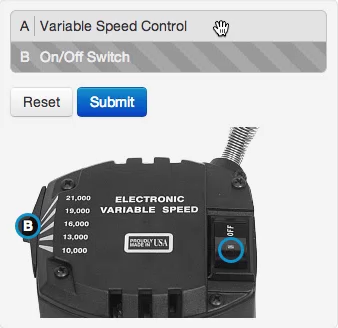 A Variable Speed Control
B On/Off Switch
Reset Submit
ELECTRONIC
VARIABLE SPEED
21,000
19,000
16,000
13,000
10,000
B
PROUDLY
MADE IN USA
OFF